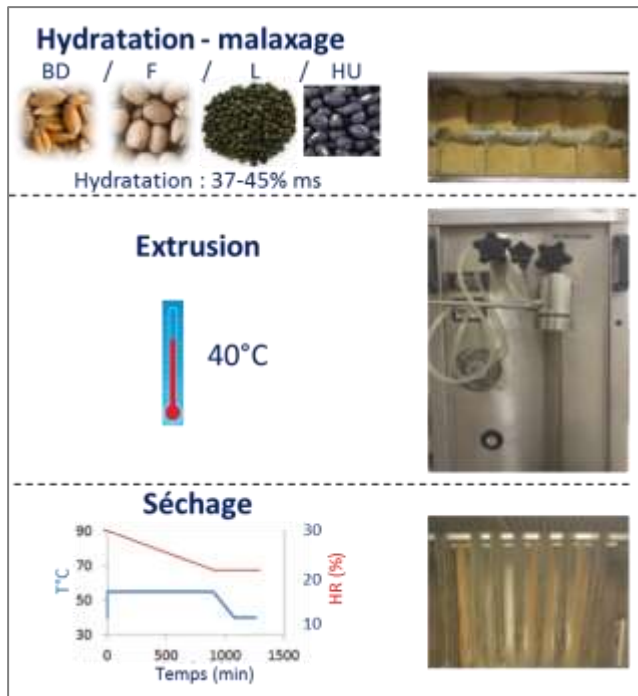 Hydratation - malaxage
BD / F / L / HU
Hydratation : 37-45% ms
Extrusion
40°C
Séchage
90
70
50
30
T°C
30
20
10
HR (%)
0 500 1000 1500
Temps (min)